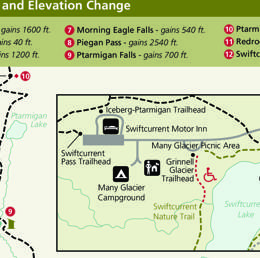 and Elevation Change
gains 1600 ft.
7 Morning Eagle Falls - gains 540 ft.
10 Ptarm
ins 40 ft.
8 Piegan Pass - gains 2540 ft.
11 Redro
ins 1200 ft.
9 Ptarmigan Falls - gains 700 ft.
12 Swiftc
10
Ptarmigan
Lake
Iceberg-Ptarmigan Trailhead
Swiftcurrent Motor Inn
Many Glacier Picnic Area
Swiftcurrent
Pass Trailhead
Grinnell
Glacier
Trailhead
Many Glacier
Campground
Swiftcurrent
Nature Trail
Swiftcurre
Lake
9